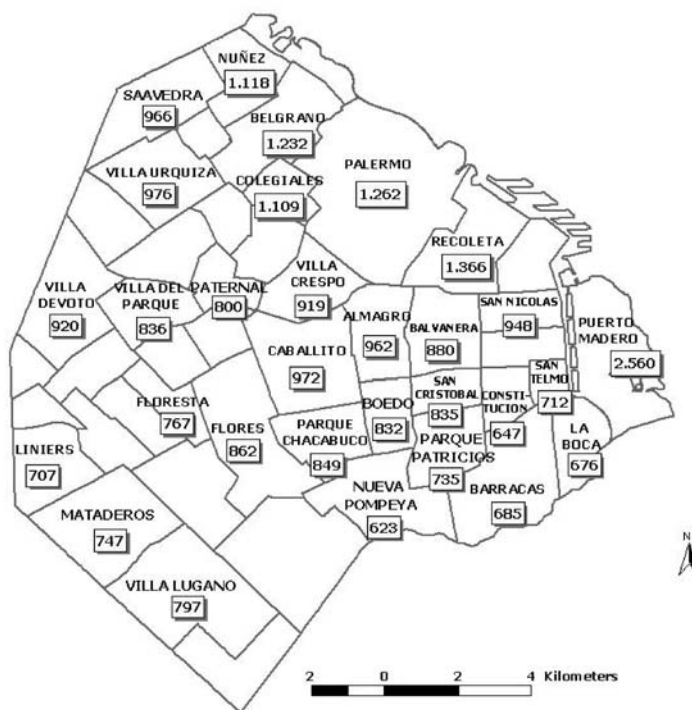 NUÑEZ
1.118
SAAVEDRA
966
BELGRANO
1.232
VILLA URQUIZA
976
COLEGIALES
1.109
PALERMO
1.262
RECOLETA
1.366
VILLA
DEVOTO
920
VILLA DEL
PARQUE
836
PATERNAL
800
VILLA
CRESPO
919
ALMAGRO
962
BALVANERA
880
SAN NICOLAS
948
PUERTO
MADERO
2.560
CABALLITO
972
SAN
TELMO
712
SAN
CRISTOBAL
835
CONSTI-
TUCION
647
BOEDO
832
FLORESTA
767
FLORES
862
PARQUE
CHACABUCO
849
PARQUE
PATRICIOS
735
LA
BOCA
676
LINIERS
707
NUEVA
POMPEYA
623
BARRACAS
685
MATADEROS
747
VILLA LUGANO
797
N
2 0 2 4 Kilometers